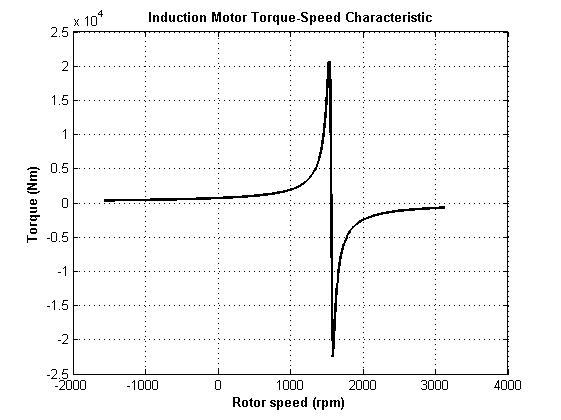 Induction Motor Torque-Speed Characteristic
x 10^4
2.5
2
1.5
1
0.5
0
-0.5
-1
-1.5
-2
-2.5
Torque (Nm)
-2000 -1000 0 1000 2000 3000 4000
Rotor speed (rpm)